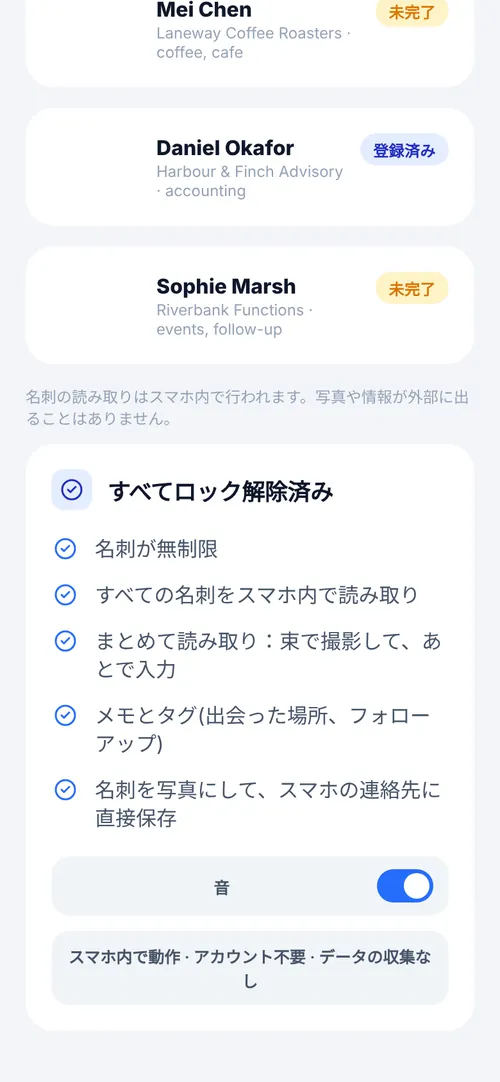 Mei Chen
未完了
Laneway Coffee Roasters ·
coffee, cafe
Daniel Okafor
登録済み
Harbour & Finch Advisory
· accounting
Sophie Marsh
未完了
Riverbank Functions ·
events, follow-up
名刺の読み取りはスマホ内で行われます。写真や情報が外部に出
ることはありません。
すべてロック解除済み
名刺が無制限
すべての名刺をスマホ内で読み取り
まとめて読み取り：束で撮影して、あ
とで入力
メモとタグ(出会った場所、フォロー
アップ)
名刺を写真にして、スマホの連絡先に
直接保存
音
スマホ内で動作 · アカウント不要 · データの収集な
し